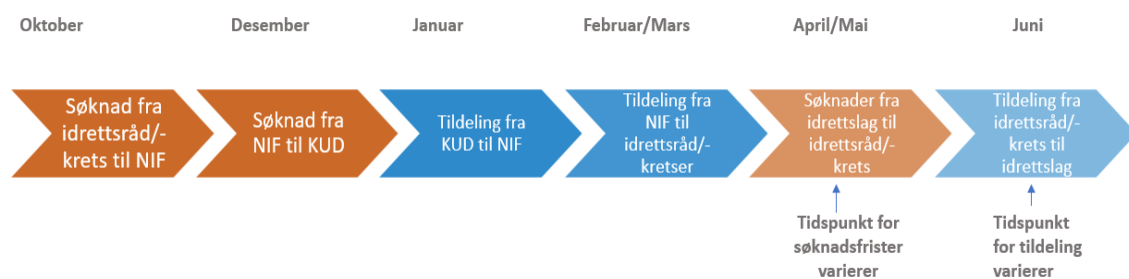 Oktober
Desember
Januar
Februar/Mars
April/Mai
Juni
Søknad fra
idrettsråd/-
krets til NIF
Søknad fra
NIF til KUD
Tildeling fra
KUD til NIF
Tildeling fra
NIF til
idrettsråd/-
kretser
Søknader fra
idrettslag til
idrettsråd/-
krets
Tildeling fra
idrettsråd/-
krets til
idrettslag
Tidspunkt for
søknadsfrister
varierer
Tidspunkt
for tildeling
varierer